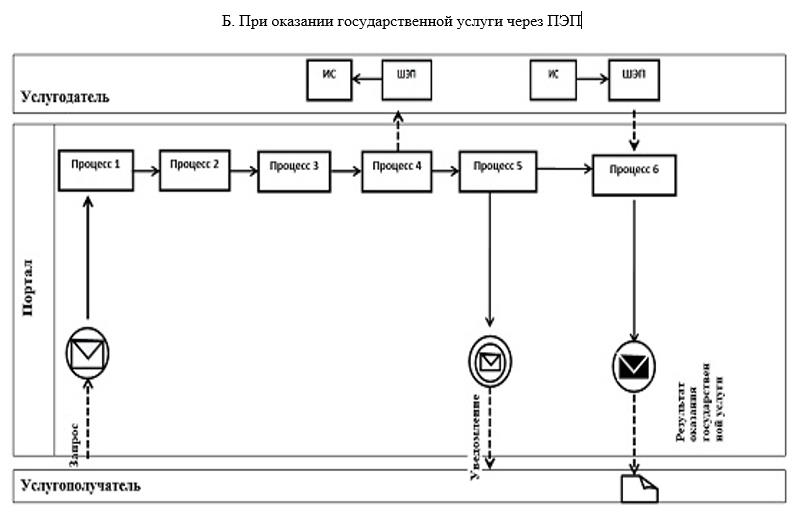 Б. При оказании государственной услуги через ПЭП
ИС
ШЭП
ИС
ШЭП
Услугодатель
Процесс 1
Процесс 2
Процесс 3
Процесс 4
Процесс 5
Процесс 6
Портал
Запрос
Уведомление
Результат
оказания
государствен
ной услуги
Услугополучатель